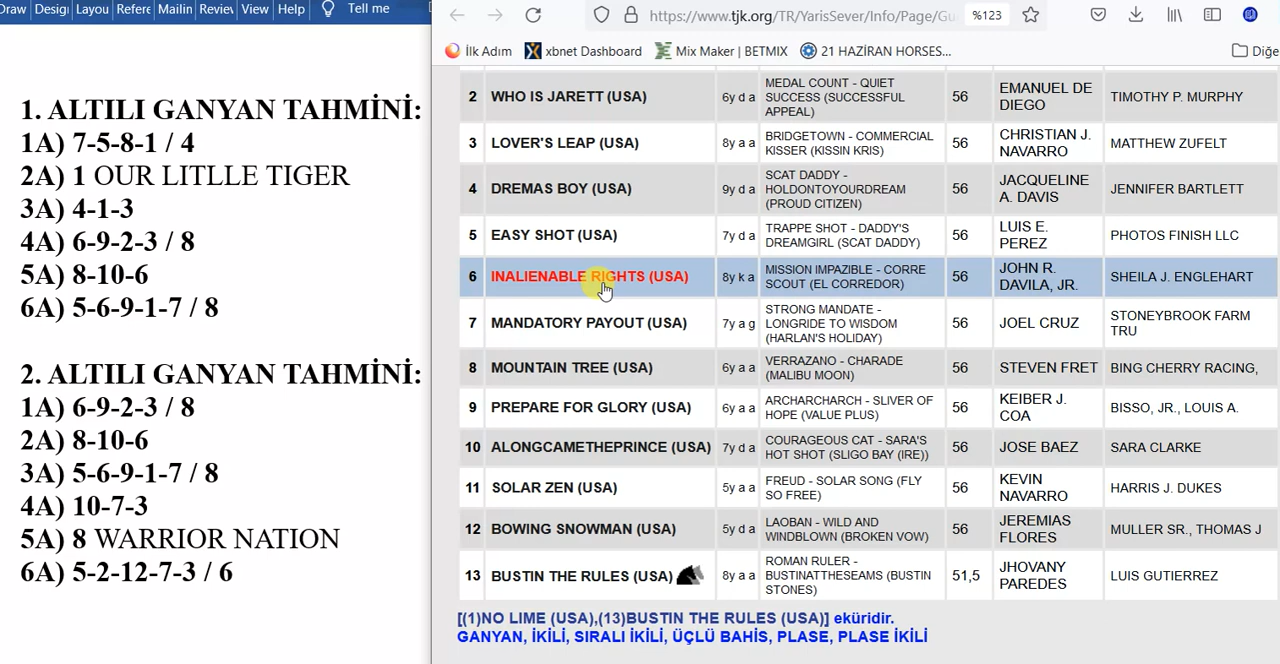 Draw Desig Layou Refere Mailin Reviev View Help Tell me
https://www.tjk.org/TR/YarisSever/Info/Page/Gu %123
İlk Adım xbnet Dashboard Mix Maker | BETMIX 21 HAZİRAN HORSES... Diğe
1. ALTILI GANYAN TAHMİNİ:
1A) 7-5-8-1 / 4
2A) 1 OUR LITLLE TIGER
3A) 4-1-3
4A) 6-9-2-3 / 8
5A) 8-10-6
6A) 5-6-9-1-7 / 8
2. ALTILI GANYAN TAHMİNİ:
1A) 6-9-2-3 / 8
2A) 8-10-6
3A) 5-6-9-1-7 / 8
4A) 10-7-3
5A) 8 WARRIOR NATION
6A) 5-2-12-7-3 / 6
2 WHO IS JARETT (USA) 6y d a MEDAL COUNT - QUIET SUCCESS (SUCCESSFUL APPEAL) 56 EMANUEL DE DIEGO TIMOTHY P. MURPHY
3 LOVER'S LEAP (USA) 8y a a BRIDGETOWN - COMMERCIAL KISSER (KISSIN KRIS) 56 CHRISTIAN J. NAVARRO MATTHEW ZUFELT
4 DREMAS BOY (USA) 9y d a SCAT DADDY - HOLDONTOYOURDREAM (PROUD CITIZEN) 56 JACQUELINE A. DAVIS JENNIFER BARTLETT
5 EASY SHOT (USA) 7y d a TRAPPE SHOT - DADDY'S DREAMGIRL (SCAT DADDY) 56 LUIS E. PEREZ PHOTOS FINISH LLC
6 INALIENABLE RIGHTS (USA) 8y k a MISSION IMPAZIBLE - CORRE SCOUT (EL CORREDOR) 56 JOHN R. DAVILA, JR. SHEILA J. ENGLEHART
7 MANDATORY PAYOUT (USA) 7y a g STRONG MANDATE - LONGRIDE TO WISDOM (HARLAN'S HOLIDAY) 56 JOEL CRUZ STONEYBROOK FARM TRU
8 MOUNTAIN TREE (USA) 6y a a VERRAZANO - CHARADE (MALIBU MOON) 56 STEVEN FRET BING CHERRY RACING,
9 PREPARE FOR GLORY (USA) 6y a a ARCHARCHARCH - SLIVER OF HOPE (VALUE PLUS) 56 KEIBER J. COA BISSO, JR., LOUIS A.
10 ALONGCAMETHEPRINCE (USA) 7y d a COURAGEOUS CAT - SARA'S HOT SHOT (SLIGO BAY (IRE)) 56 JOSE BAEZ SARA CLARKE
11 SOLAR ZEN (USA) 5y a a FREUD - SOLAR SONG (FLY SO FREE) 56 KEVIN NAVARRO HARRIS J. DUKES
12 BOWING SNOWMAN (USA) 5y d a LAOBAN - WILD AND WINDBLOWN (BROKEN VOW) 56 JEREMIAS FLORES MULLER SR., THOMAS J
13 BUSTIN THE RULES (USA) 8y a a ROMAN RULER - BUSTINATTHESEAMS (BUSTIN STONES) 51,5 JHOVANY PAREDES LUIS GUTIERREZ
[(1)NO LIME (USA),(13)BUSTIN THE RULES (USA)] eküridir.
GANYAN, İKİLİ, SIRALI İKİLİ, ÜÇLÜ BAHİS, PLASE, PLASE İKİLİ